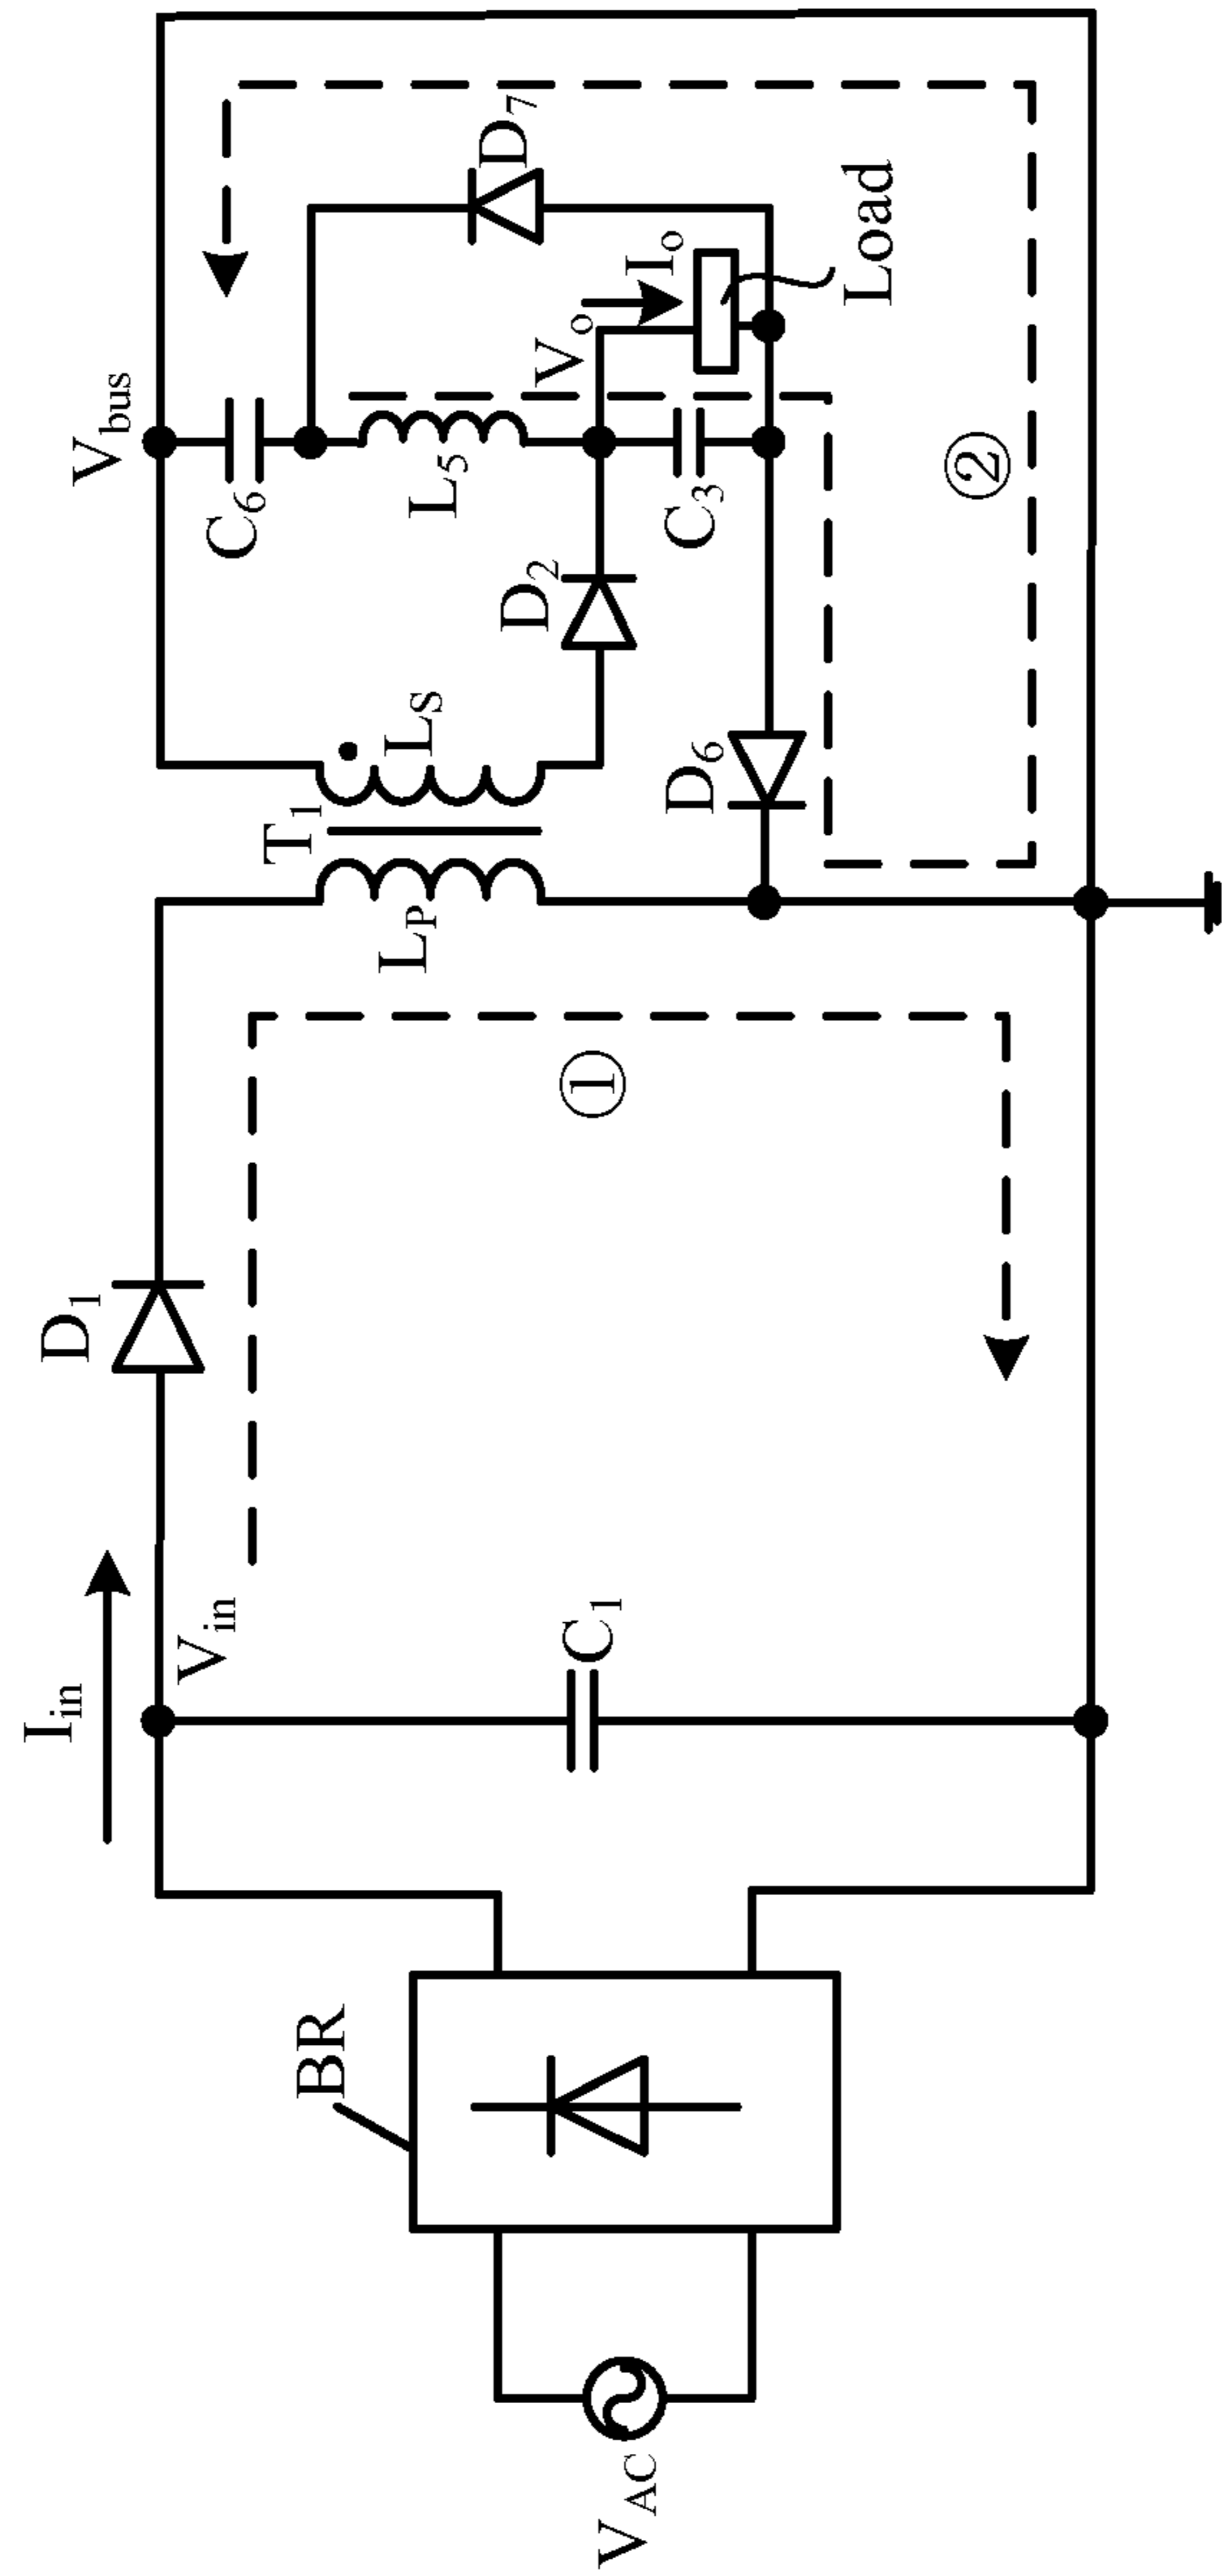 V_AC
BR
I_in
V_in
C_1
D_1
①
L_P
T_1
L_S
D_6
D_2
V_bus
C_6
L_5
C_3
②
V_o
I_o
D_7
Load